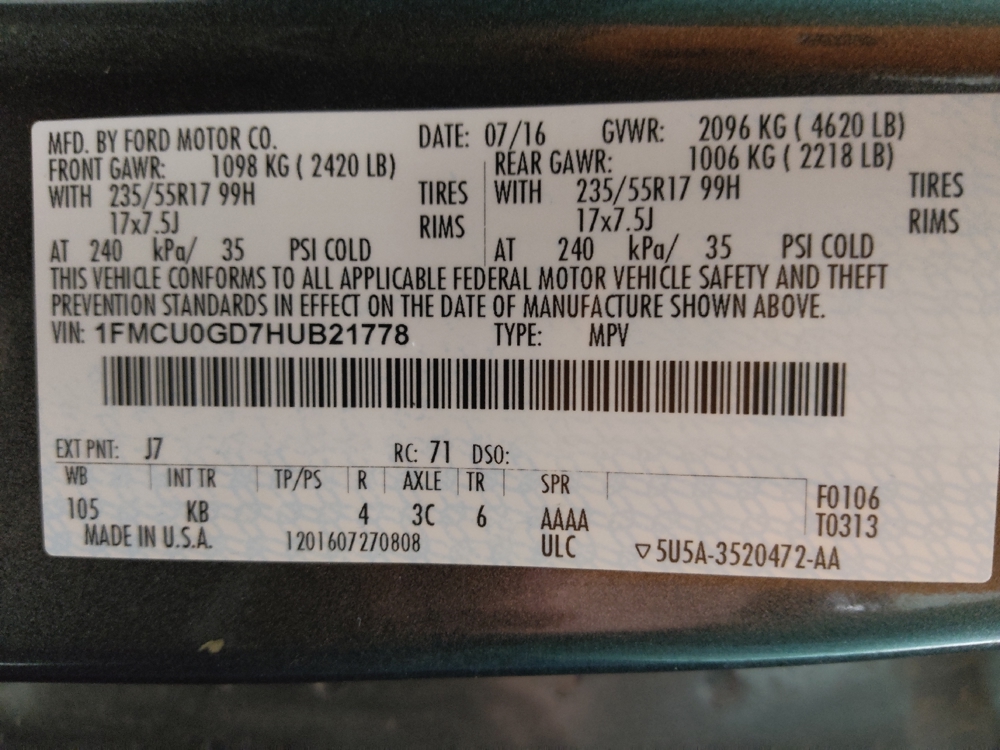 MFD. BY FORD MOTOR CO. DATE: 07/16 GVWR: 2096 KG ( 4620 LB)
FRONT GAWR: 1098 KG ( 2420 LB) REAR GAWR: 1006 KG ( 2218 LB)
WITH 235/55R17 99H TIRES WITH 235/55R17 99H TIRES
17x7.5J RIMS 17x7.5J RIMS
AT 240 kPa/ 35 PSI COLD AT 240 kPa/ 35 PSI COLD
THIS VEHICLE CONFORMS TO ALL APPLICABLE FEDERAL MOTOR VEHICLE SAFETY AND THEFT
PREVENTION STANDARDS IN EFFECT ON THE DATE OF MANUFACTURE SHOWN ABOVE.
VIN: 1FMCU0GD7HUB21778 TYPE: MPV
EXT PNT: J7 RC: 71 DSO:
WB INT TR TP/PS R AXLE TR SPR
105 KB 4 3C 6 AAAA
F0106
T0313
MADE IN U.S.A. 1201607270808 ULC ▽5U5A-3520472-AA